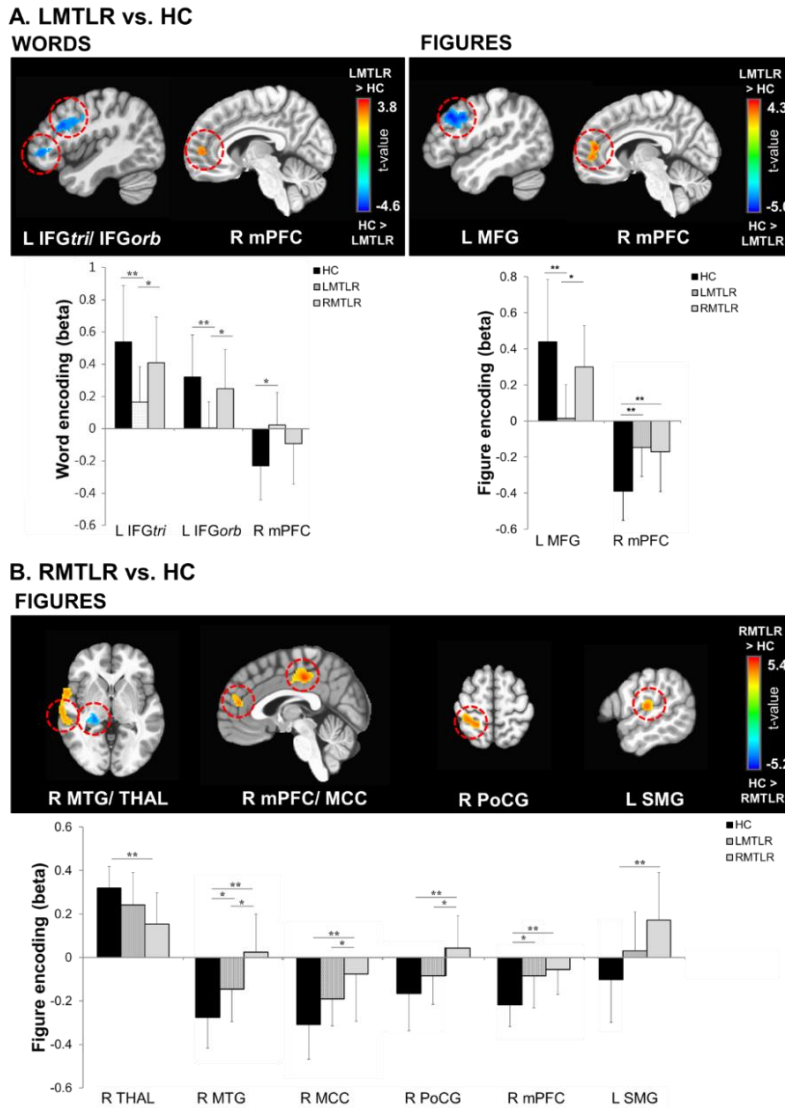 A. LMTLR vs. HC
WORDS
FIGURES
LMTLR
> HC
3.8
t-value
-4.6
HC >
LMTLR
L IFGtri/ IFGorb
R mPFC
LMTLR
> HC
4.3
t-value
-5.0
HC >
LMTLR
L MFG
R mPFC
Word encoding (beta)
1
0.8
0.6
0.4
0.2
0
-0.2
-0.4
-0.6
** * ** * *
HC
LMTLR
RMTLR
L IFGtri L IFGorb R mPFC
Figure encoding (beta)
0.8
0.6
0.4
0.2
0
-0.2
-0.4
-0.6
** * ** **
HC
LMTLR
RMTLR
L MFG R mPFC
B. RMTLR vs. HC
FIGURES
RMTLR
> HC
5.4
t-value
-5.2
HC >
RMTLR
R MTG/ THAL
R mPFC/ MCC
R PoCG
L SMG
Figure encoding (beta)
0.6
0.4
0.2
0
-0.2
-0.4
-0.6
** ** * * ** * ** * ** * **
HC
LMTLR
RMTLR
R THAL R MTG R MCC R PoCG R mPFC L SMG